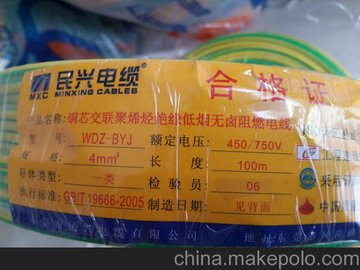 民兴电缆 合格证
MXC MINXING CABLES
产品名称:铜芯交联聚烯烃绝缘低烟无卤阻燃电线
型号: WDZ-BYJ 额定电压: 450/750V
规格: 4mm² 长度: 100m
导体类型: 一类 检验员 06
执行标准: GB/T19666-2005 制造日期: 见背面
china.makepolo.com